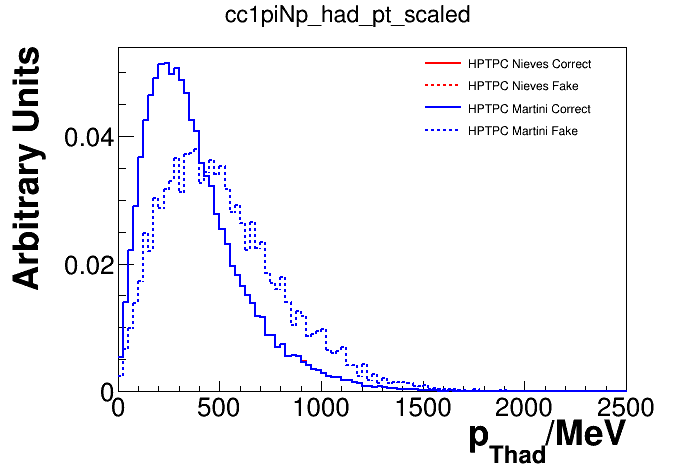 cc1piNp_had_pt_scaled
Arbitrary Units
0.04
0.02
0
HPTPC Nieves Correct
HPTPC Nieves Fake
HPTPC Martini Correct
HPTPC Martini Fake
0 500 1000 1500 2000 2500
pThad/MeV